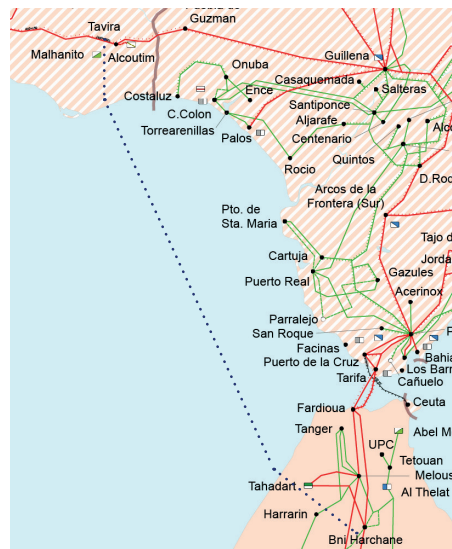 Guzman
Tavira
Malhanito
Alcoutim
Guillena
Onuba
Casaquemada
Ence
Salteras
Costaluz
Santiponce
C.Colon
Aljarafe
Torrearenillas
Centenario
Palos
Quintos
Rocio
D.Roc
Arcos de la
Frontera (Sur)
Pto. de
Sta. Maria
Tajo d
Cartuja
Jorda
Gazules
Puerto Real
Acerinox
Parralejo
San Roque
Facinas
Bahia
Puerto de la Cruz
Los Barr
Tarifa
Cañuelo
Ceuta
Fardioua
Tanger
Abel M
UPC
Tetouan
Melous
Tahadart
Al Thelat
Harrarin
Bni Harchane